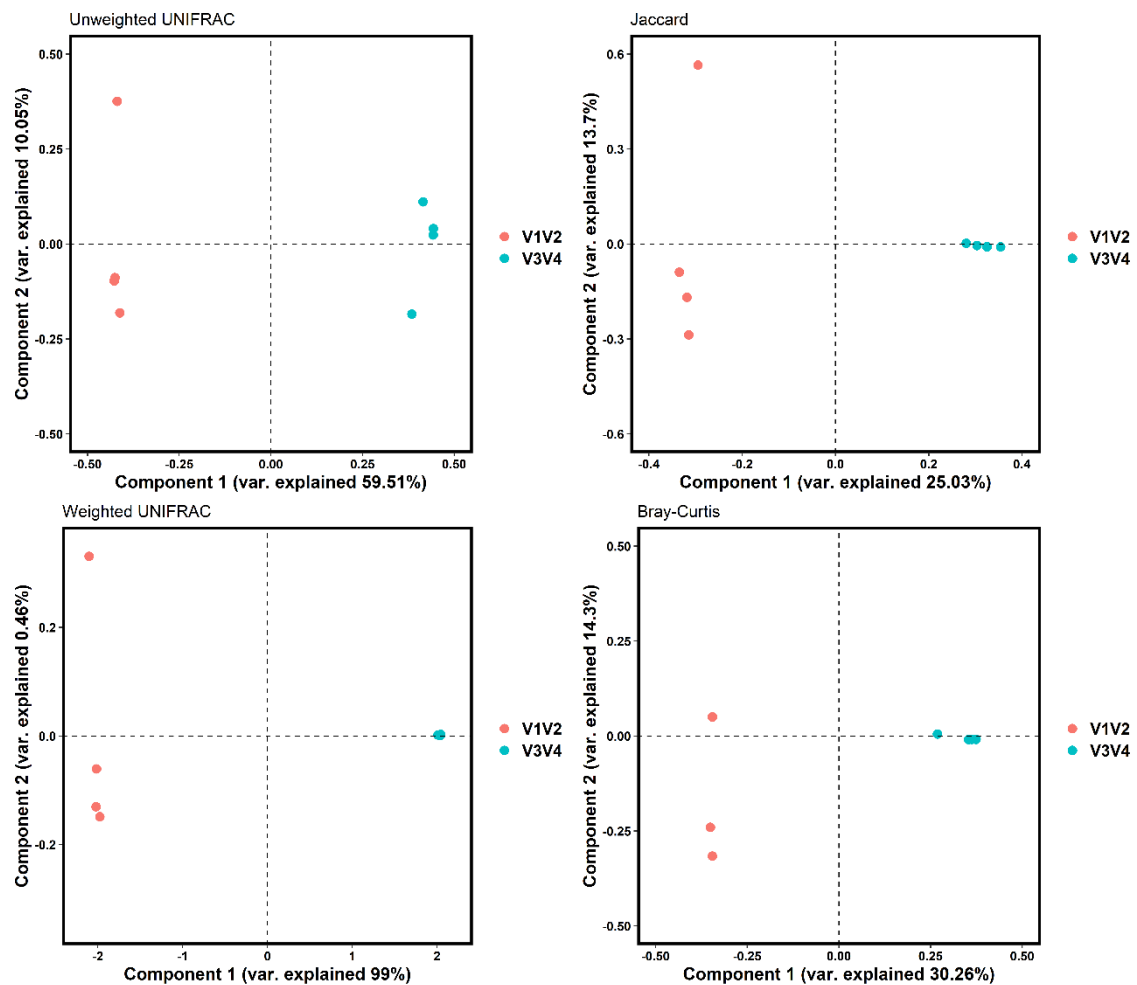 Unweighted UNIFRAC
Component 2 (var. explained 10.05%)
0.50
0.25
0.00
-0.25
-0.50
-0.50 -0.25 0.00 0.25 0.50
Component 1 (var. explained 59.51%)
V1V2
V3V4
Jaccard
Component 2 (var. explained 13.7%)
0.6
0.3
0.0
-0.3
-0.6
-0.4 -0.2 0.0 0.2 0.4
Component 1 (var. explained 25.03%)
V1V2
V3V4
Weighted UNIFRAC
Component 2 (var. explained 0.46%)
0.2
0.0
-0.2
-2 -1 0 1 2
Component 1 (var. explained 99%)
V1V2
V3V4
Bray-Curtis
Component 2 (var. explained 14.3%)
0.50
0.25
0.00
-0.25
-0.50
-0.50 -0.25 0.00 0.25 0.50
Component 1 (var. explained 30.26%)
V1V2
V3V4